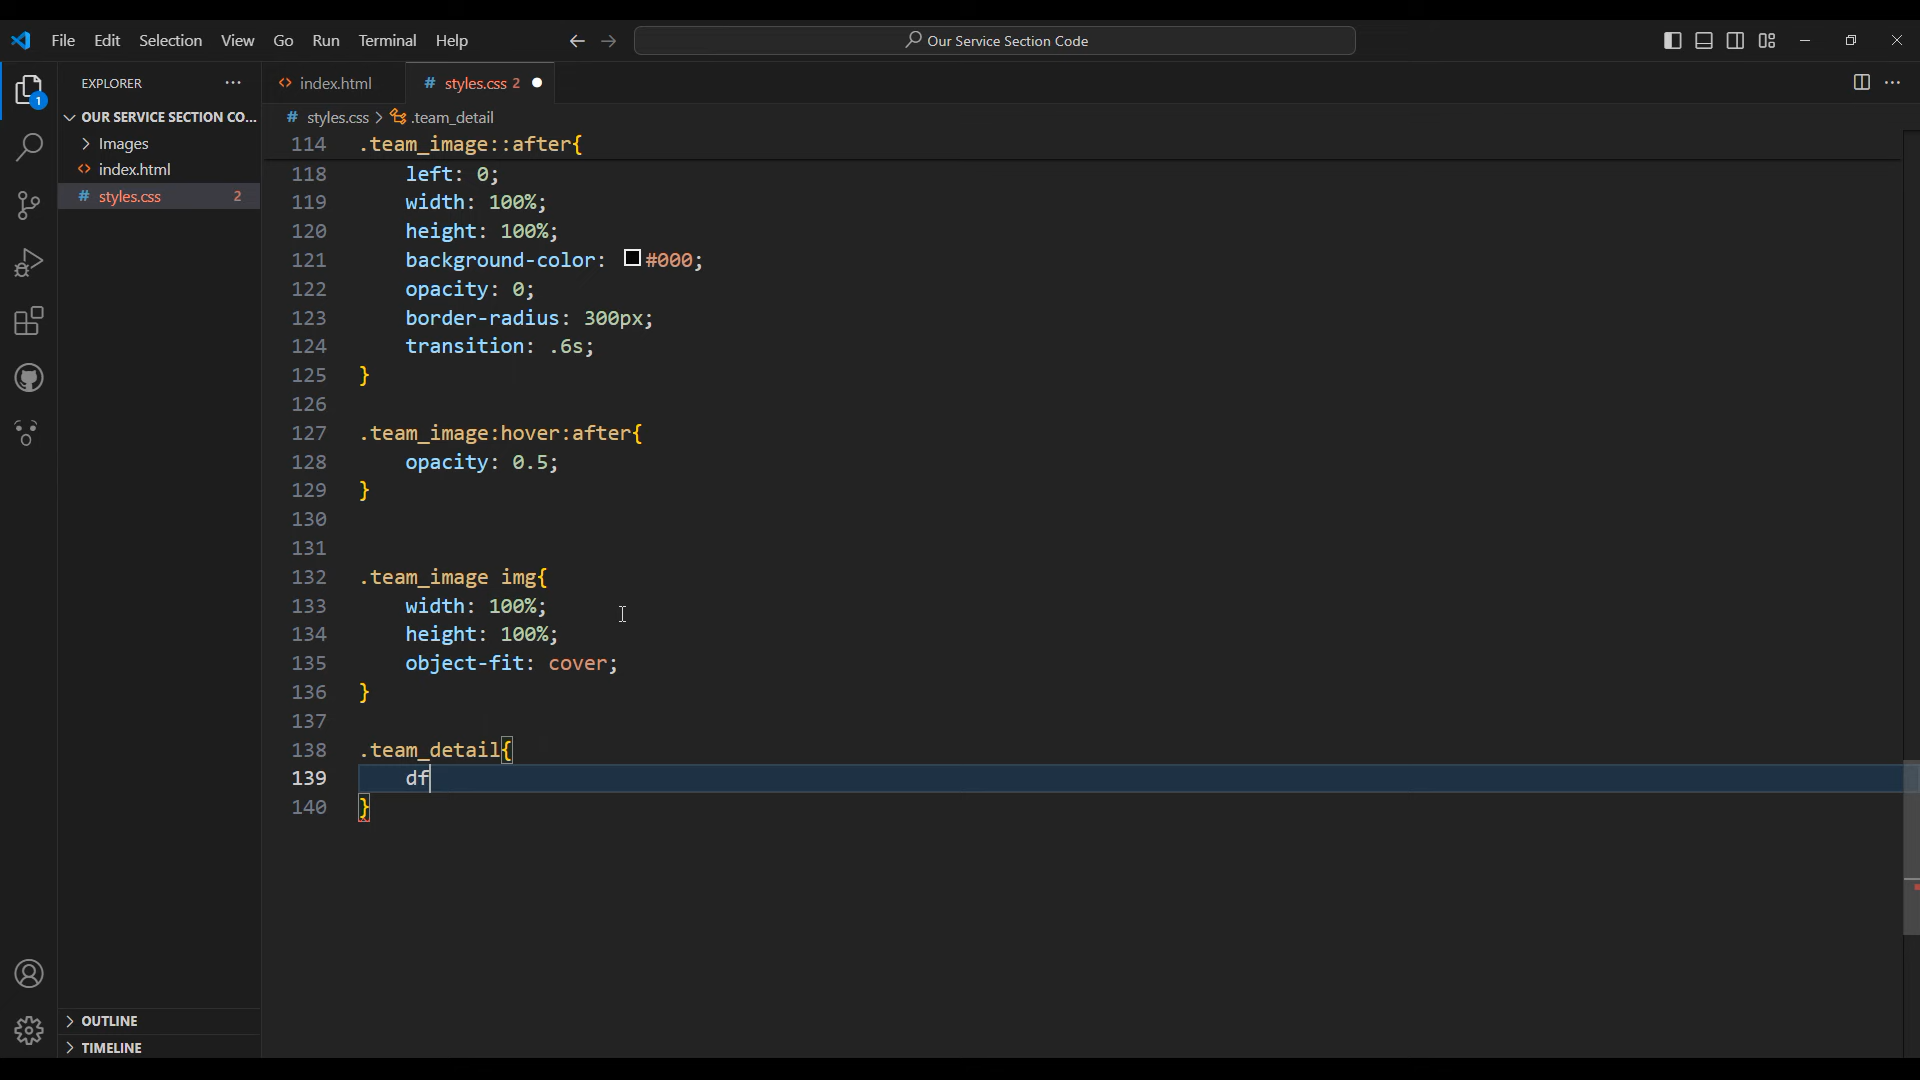 File Edit Selection View Go Run Terminal Help
Our Service Section Code
EXPLORER
index.html
styles.css 2
1
OUR SERVICE SECTION CO...
Images
index.html
styles.css 2
styles.css > .team_detail
114 .team_image::after{
118 left: 0;
119 width: 100%;
120 height: 100%;
121 background-color: #000;
122 opacity: 0;
123 border-radius: 300px;
124 transition: .6s;
125 }
126
127 .team_image:hover:after{
128 opacity: 0.5;
129 }
130
131
132 .team_image img{
133 width: 100%;
134 height: 100%;
135 object-fit: cover;
136 }
137
138 .team_detail{
139 df
140 }
OUTLINE
TIMELINE